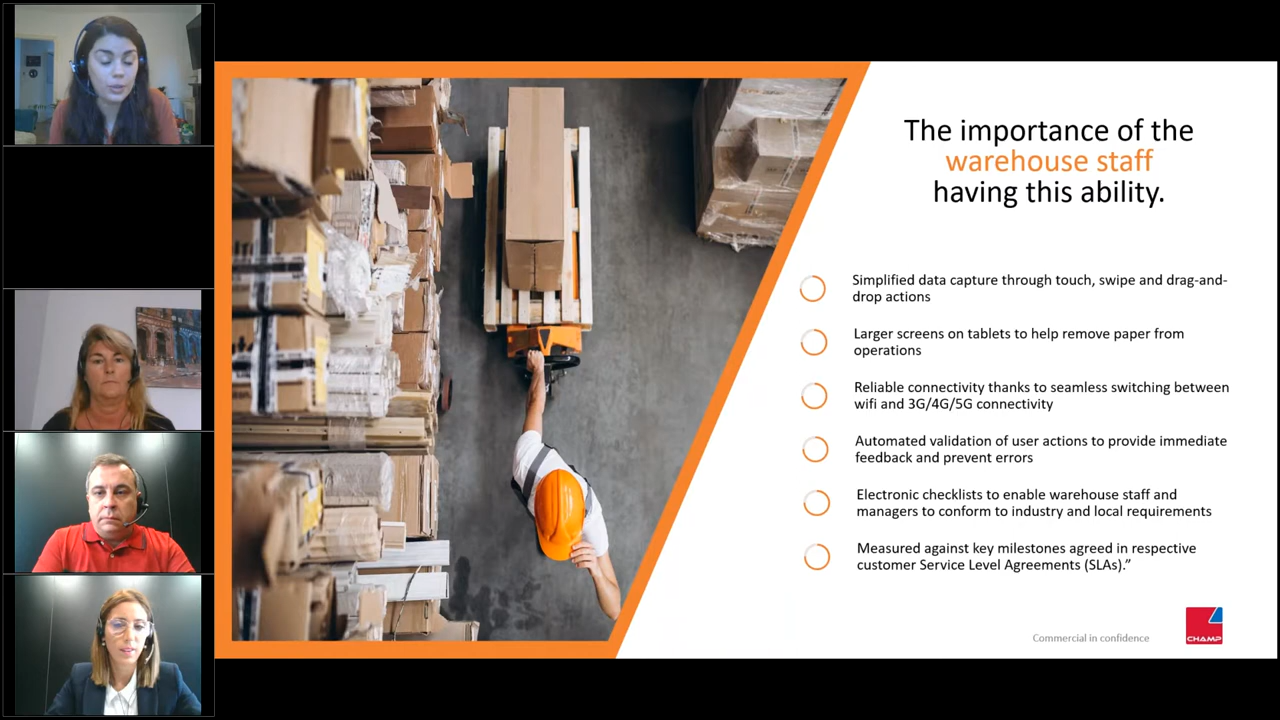 The importance of the
warehouse staff
having this ability.
Simplified data capture through touch, swipe and drag-and-
drop actions
Larger screens on tablets to help remove paper from
operations
Reliable connectivity thanks to seamless switching between
wifi and 3G/4G/5G connectivity
Automated validation of user actions to provide immediate
feedback and prevent errors
Electronic checklists to enable warehouse staff and
managers to conform to industry and local requirements
Measured against key milestones agreed in respective
customer Service Level Agreements (SLAs).”
Commercial in confidence
CHAMP